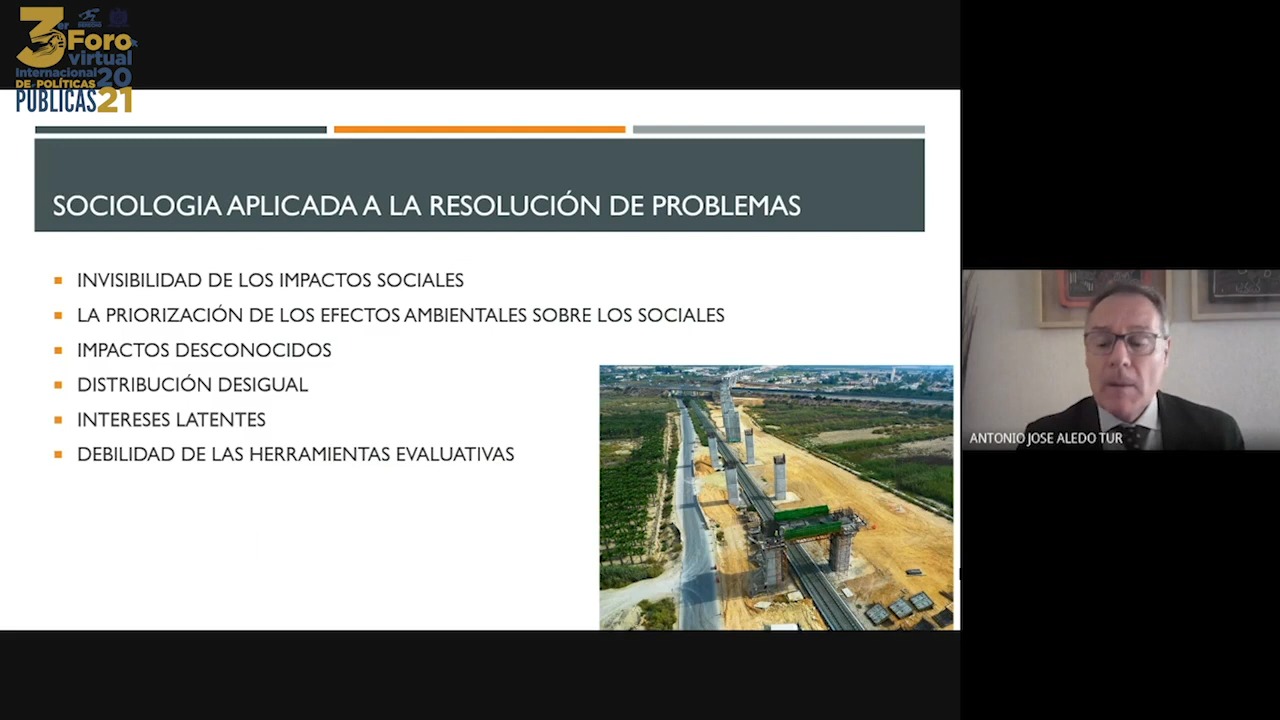 3er Foro
virtual
Internacional 20
DE POLÍTICAS
PÚBLICAS 21
SOCIOLOGIA APLICADA A LA RESOLUCIÓN DE PROBLEMAS
INVISIBILIDAD DE LOS IMPACTOS SOCIALES
LA PRIORIZACIÓN DE LOS EFECTOS AMBIENTALES SOBRE LOS SOCIALES
IMPACTOS DESCONOCIDOS
DISTRIBUCIÓN DESIGUAL
INTERESES LATENTES
DEBILIDAD DE LAS HERRAMIENTAS EVALUATIVAS
ANTONIO JOSE ALEDO TUR